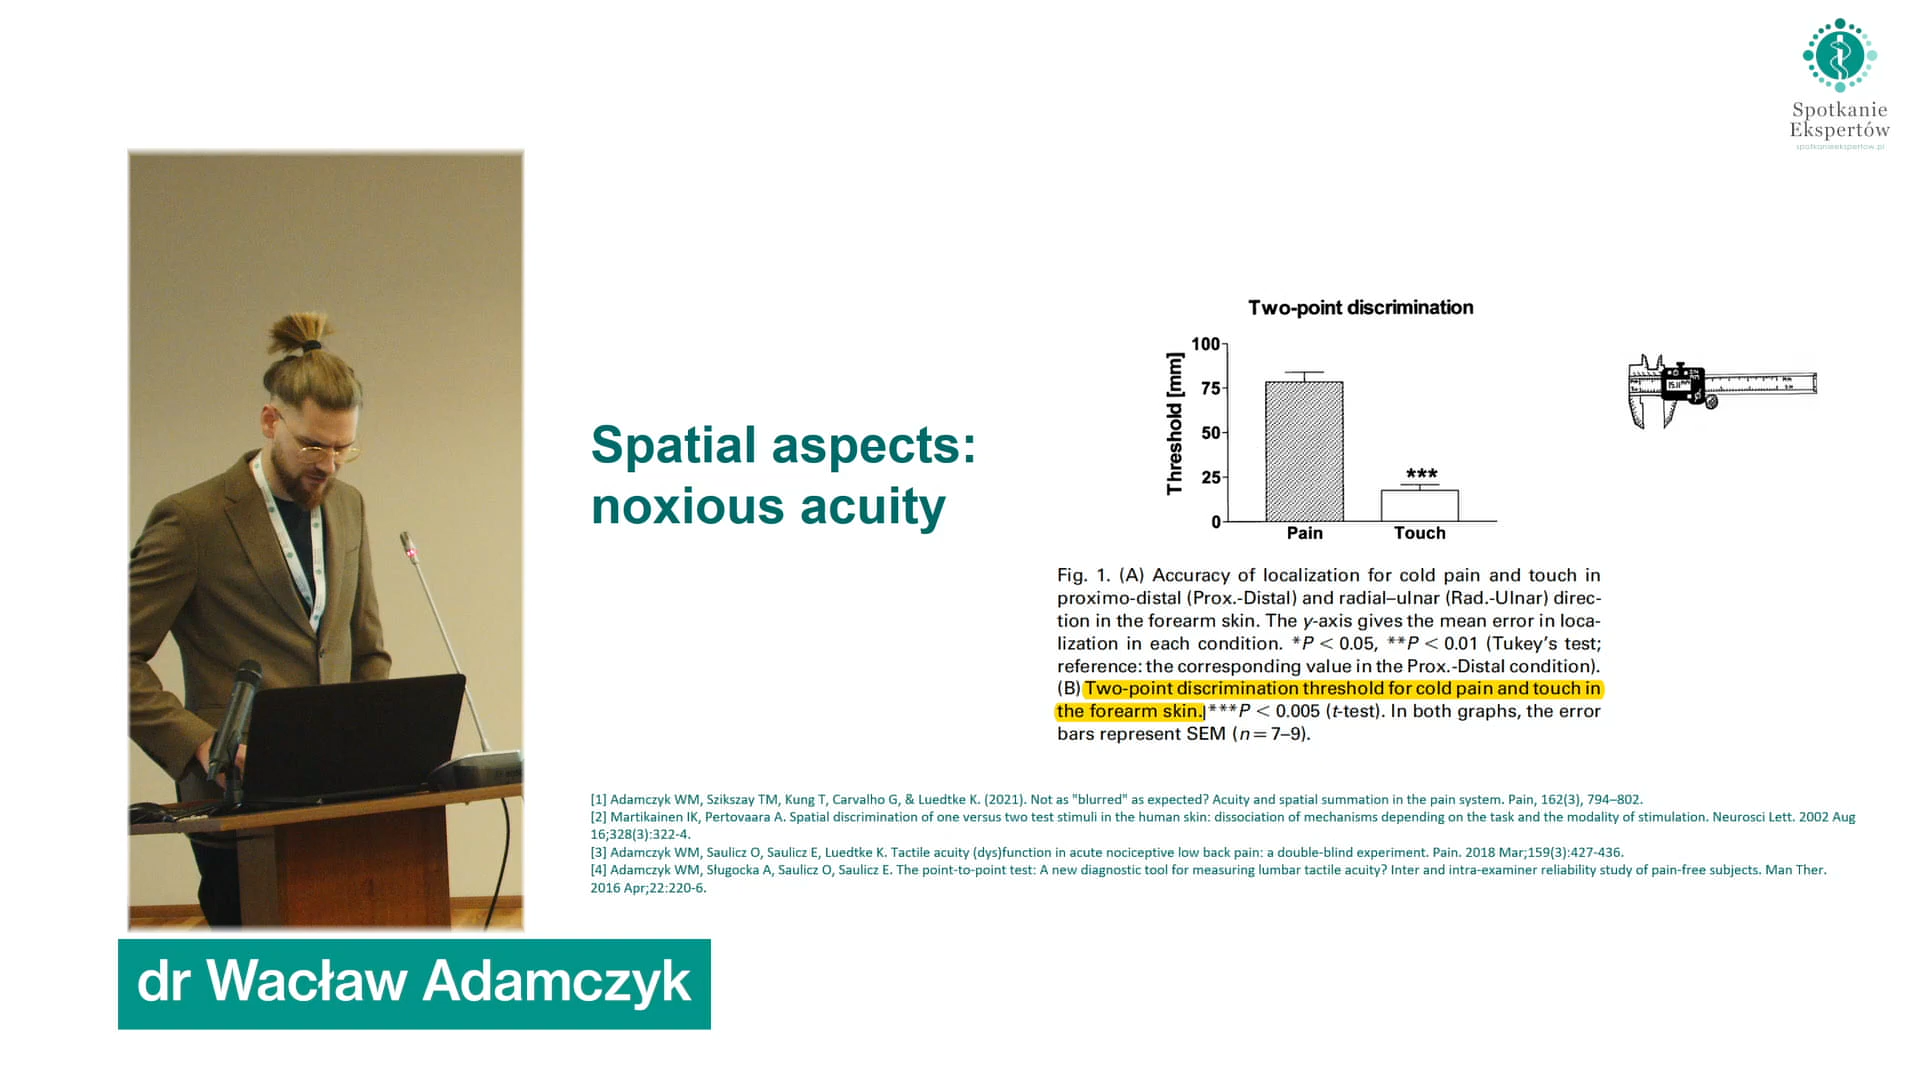 Spotkanie
Ekspertów
spotkanieekspertow.pl
Spatial aspects:
noxious acuity
Two-point discrimination
Threshold [mm]
100
75
50
25
0
***
Pain
Touch
Fig. 1. (A) Accuracy of localization for cold pain and touch in
proximo-distal (Prox.-Distal) and radial–ulnar (Rad.-Ulnar) direc-
tion in the forearm skin. The y-axis gives the mean error in loca-
lization in each condition. *P < 0.05, **P < 0.01 (Tukey's test;
reference: the corresponding value in the Prox.-Distal condition).
(B) Two-point discrimination threshold for cold pain and touch in
the forearm skin. ***P < 0.005 (t-test). In both graphs, the error
bars represent SEM (n = 7–9).
[1] Adamczyk WM, Szikszay TM, Kung T, Carvalho G, & Luedtke K. (2021). Not as "blurred" as expected? Acuity and spatial summation in the pain system. Pain, 162(3), 794–802.
[2] Martikainen IK, Pertovaara A. Spatial discrimination of one versus two test stimuli in the human skin: dissociation of mechanisms depending on the task and the modality of stimulation. Neurosci Lett. 2002 Aug
16;328(3):322-4.
[3] Adamczyk WM, Saulicz O, Saulicz E, Luedtke K. Tactile acuity (dys)function in acute nociceptive low back pain: a double-blind experiment. Pain. 2018 Mar;159(3):427-436.
[4] Adamczyk WM, Sługocka A, Saulicz O, Saulicz E. The point-to-point test: A new diagnostic tool for measuring lumbar tactile acuity? Inter and intra-examiner reliability study of pain-free subjects. Man Ther.
2016 Apr;22:220-6.
dr Wacław Adamczyk